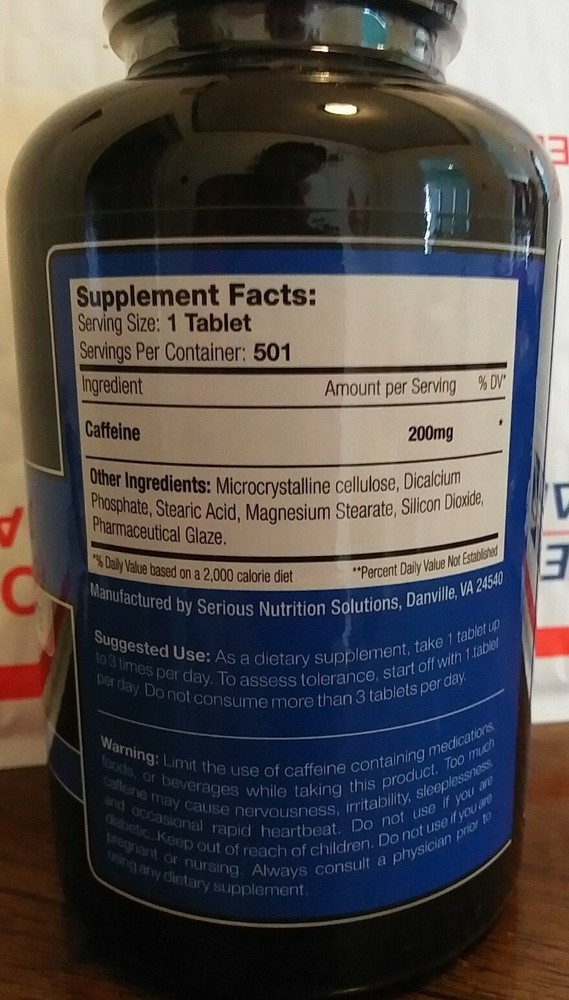 Supplement Facts:
Serving Size: 1 Tablet
Servings Per Container: 501
Ingredient Amount per Serving % DV*
Caffeine 200mg *
Other Ingredients: Microcrystalline cellulose, Dicalcium
Phosphate, Stearic Acid, Magnesium Stearate, Silicon Dioxide,
Pharmaceutical Glaze.
*% Daily Value based on a 2,000 calorie diet **Percent Daily Value Not Established
Manufactured by Serious Nutrition Solutions, Danville, VA 24540
Suggested Use: As a dietary supplement, take 1 tablet up
to 3 times per day. To assess tolerance, start off with 1 tablet
per day. Do not consume more than 3 tablets per day.
Warning: Limit the use of caffeine containing medications,
foods, or beverages while taking this product. Too much
caffeine may cause nervousness, irritability, sleeplessness,
and occasional rapid heartbeat. Do not use if you are
diabetic. Keep out of reach of children. Do not use if you are
pregnant or nursing. Always consult a physician prior to
using any dietary supplement.